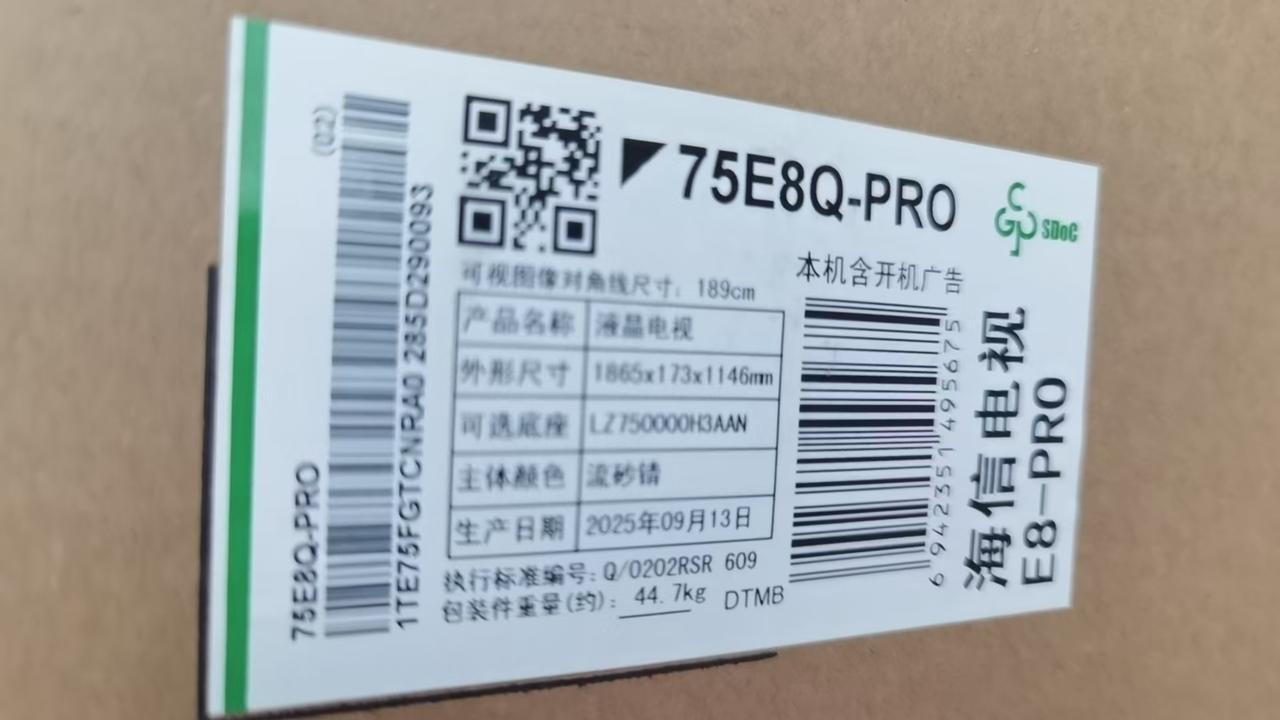 75E8Q-PRO
(02)
1TE75FGTCNRA0 285D290093
75E8Q-PRO
SDoC
本机含开机广告
可视图像对角线尺寸: 189cm
产品名称 液晶电视
外形尺寸 1865x173x1146mm
可选底座 LZ750000H3AAN
主体颜色 流砂锖
生产日期 2025年09月13日
执行标准编号: Q/0202RSR 609
包装件重量(约): 44.7kg DTMB
6942351495675
海信电视
E8-PRO